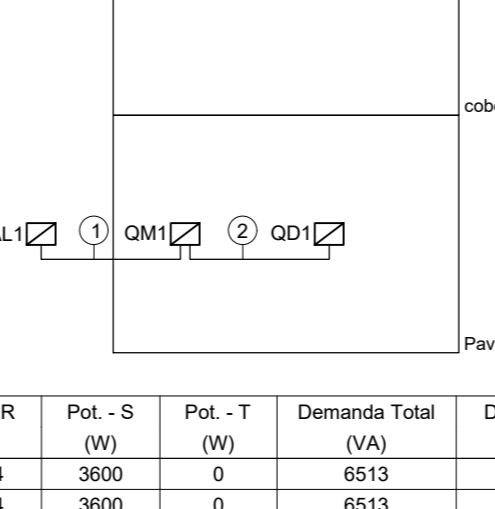 cobe
AL1 1 QM1 2 QD1
Pav
R Pot. - S Pot. - T Demanda Total D
(W) (W) (VA)
4 3600 0 6513
4 3600 0 6513